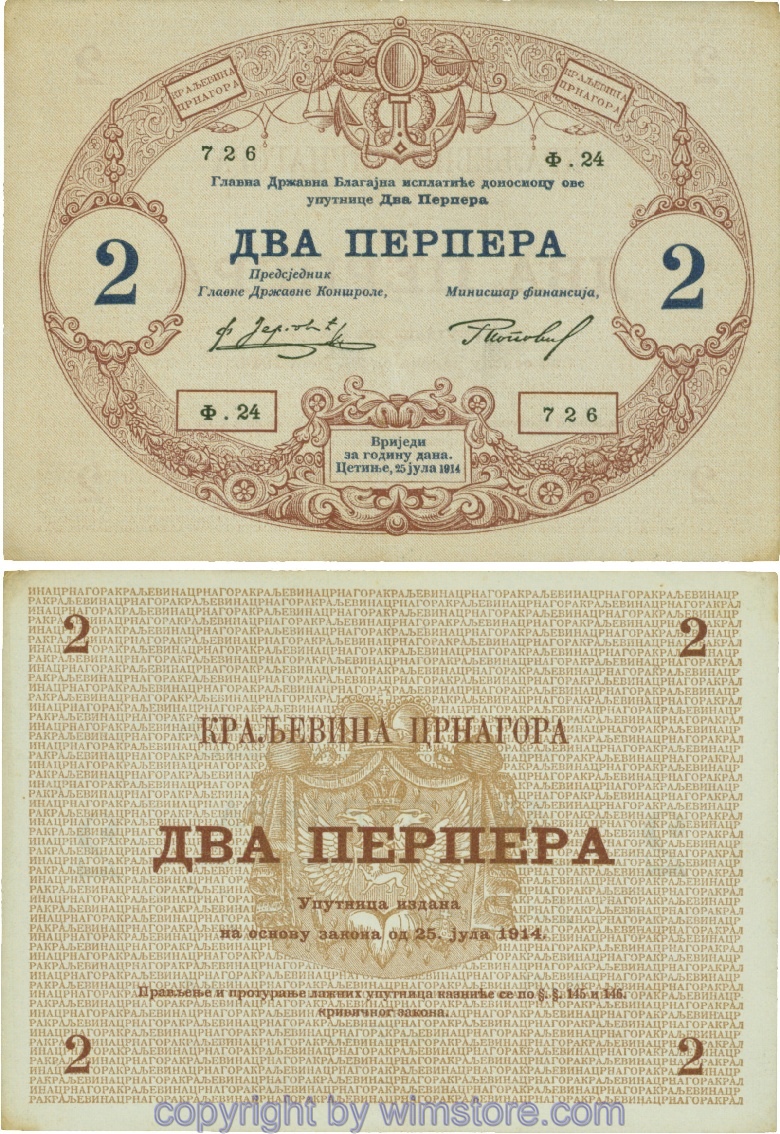 КРАЉЕВИНА
ЦРНАГОРА
КРАЉЕВИНА
ЦРНАГОРА
726
Ф. 24
Главна Државна Благајна исплатиће доносиоцу ове
упутнице Два Перпера
2
ДВА ПЕРПЕРА
2
Предсједник
Главне Државне Контроле,
Министар финансија,
Ф. 24
726
Вриједи
за годину дана.
Цетиње, 25 јула 1914
2
2
КРАЉЕВИНА ЦРНАГОРА
ДВА ПЕРПЕРА
Упутница издана
на основу закона од 25. јула 1914.
Прављење и протурање лажних упутница казниће се по §. §. 145 и 146.
кривичног закона.
2
2
copyright by wimstore.com